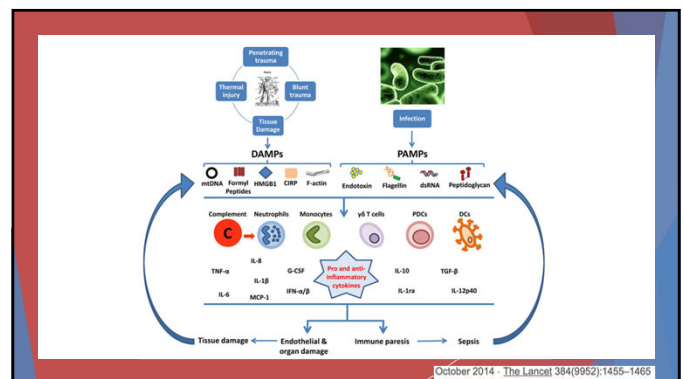 Penetrating
trauma
Thermal
injury
Blunt
trauma
Tissue
Damage
Infection
DAMPs
PAMPs
mtDNA
Formyl
Peptides
HMGB1
CIRP
F-actin
Endotoxin
Flagellin
dsRNA
Peptidoglycan
Complement
Neutrophils
Monocytes
γδ T cells
PDCs
DCs
C
IL-8
TNF-α
IL-1β
G-CSF
Pro and anti-
inflammatory
cytokines
IL-10
TGF-β
IL-6
MCP-1
IFN-α/β
IL-1ra
IL-12p40
Tissue damage
Endothelial &
organ damage
Immune paresis
Sepsis
October 2014 · The Lancet 384(9952):1455–1465